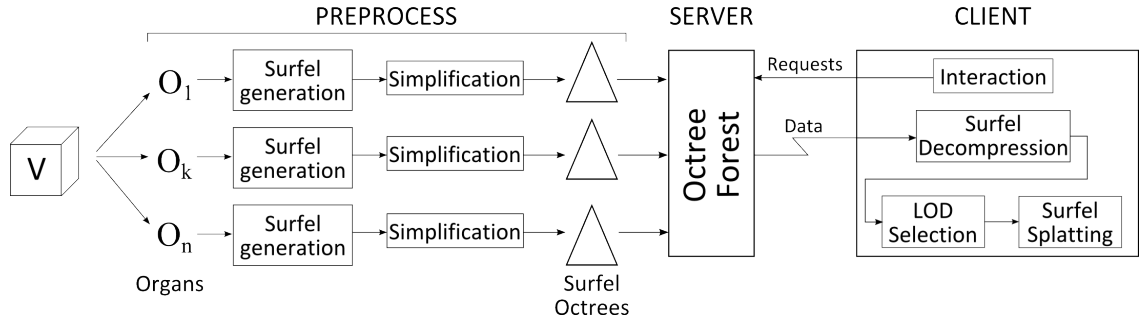 PREPROCESS
SERVER
CLIENT
V
O1
Surfel
generation
Simplification
Ok
Surfel
generation
Simplification
On
Surfel
generation
Simplification
Organs
Surfel
Octrees
Octree
Forest
Requests
Data
Interaction
Surfel
Decompression
LOD
Selection
Surfel
Splatting